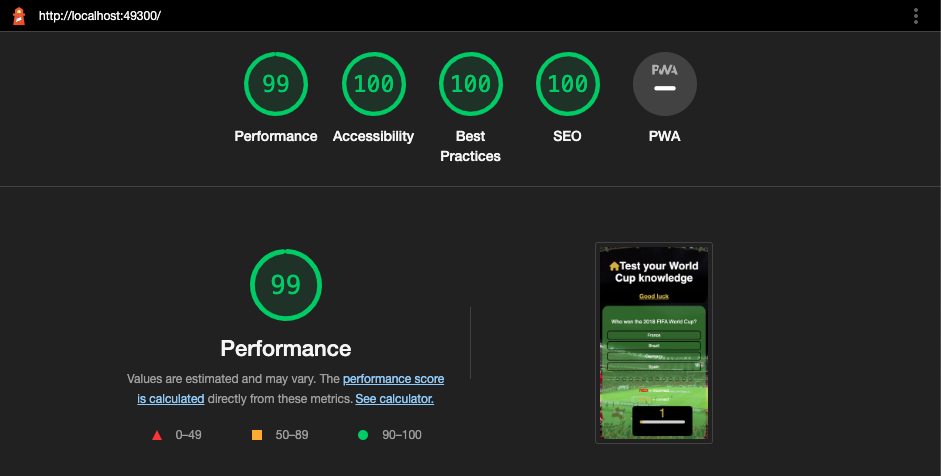 http://localhost:49300/
99
100
100
100
PWA
Performance
Accessibility
Best
Practices
SEO
PWA
99
Performance
Values are estimated and may vary. The performance score
is calculated directly from these metrics. See calculator.
0–49
50–89
90–100
Test your World
Cup knowledge
Good luck
Who won the 2018 FIFA World Cup?
France
Brazil
Germany
Spain
1